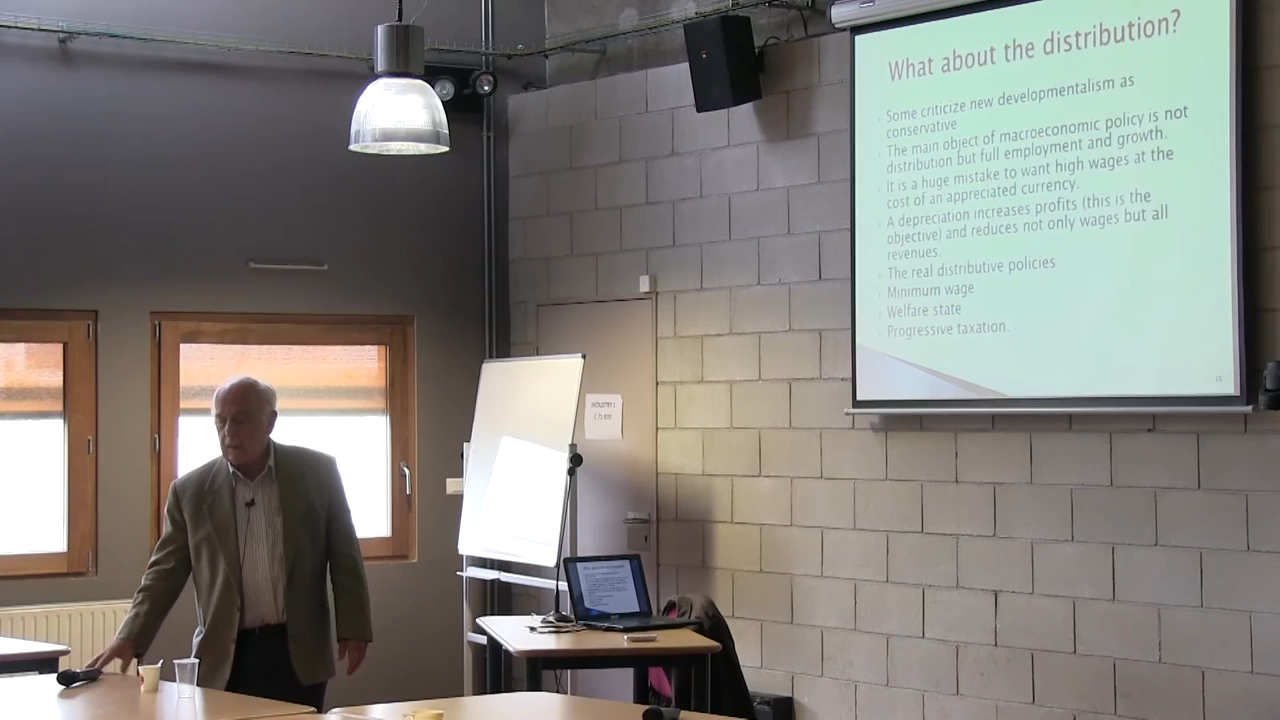 What about the distribution?
Some criticize new developmentalism as
conservative
The main object of macroeconomic policy is not
distribution but full employment and growth.
It is a huge mistake to want high wages at the
cost of an appreciated currency.
A depreciation increases profits (this is the
objective) and reduces not only wages but all
revenues.
The real distributive policies
Minimum wage
Welfare state
Progressive taxation.
15